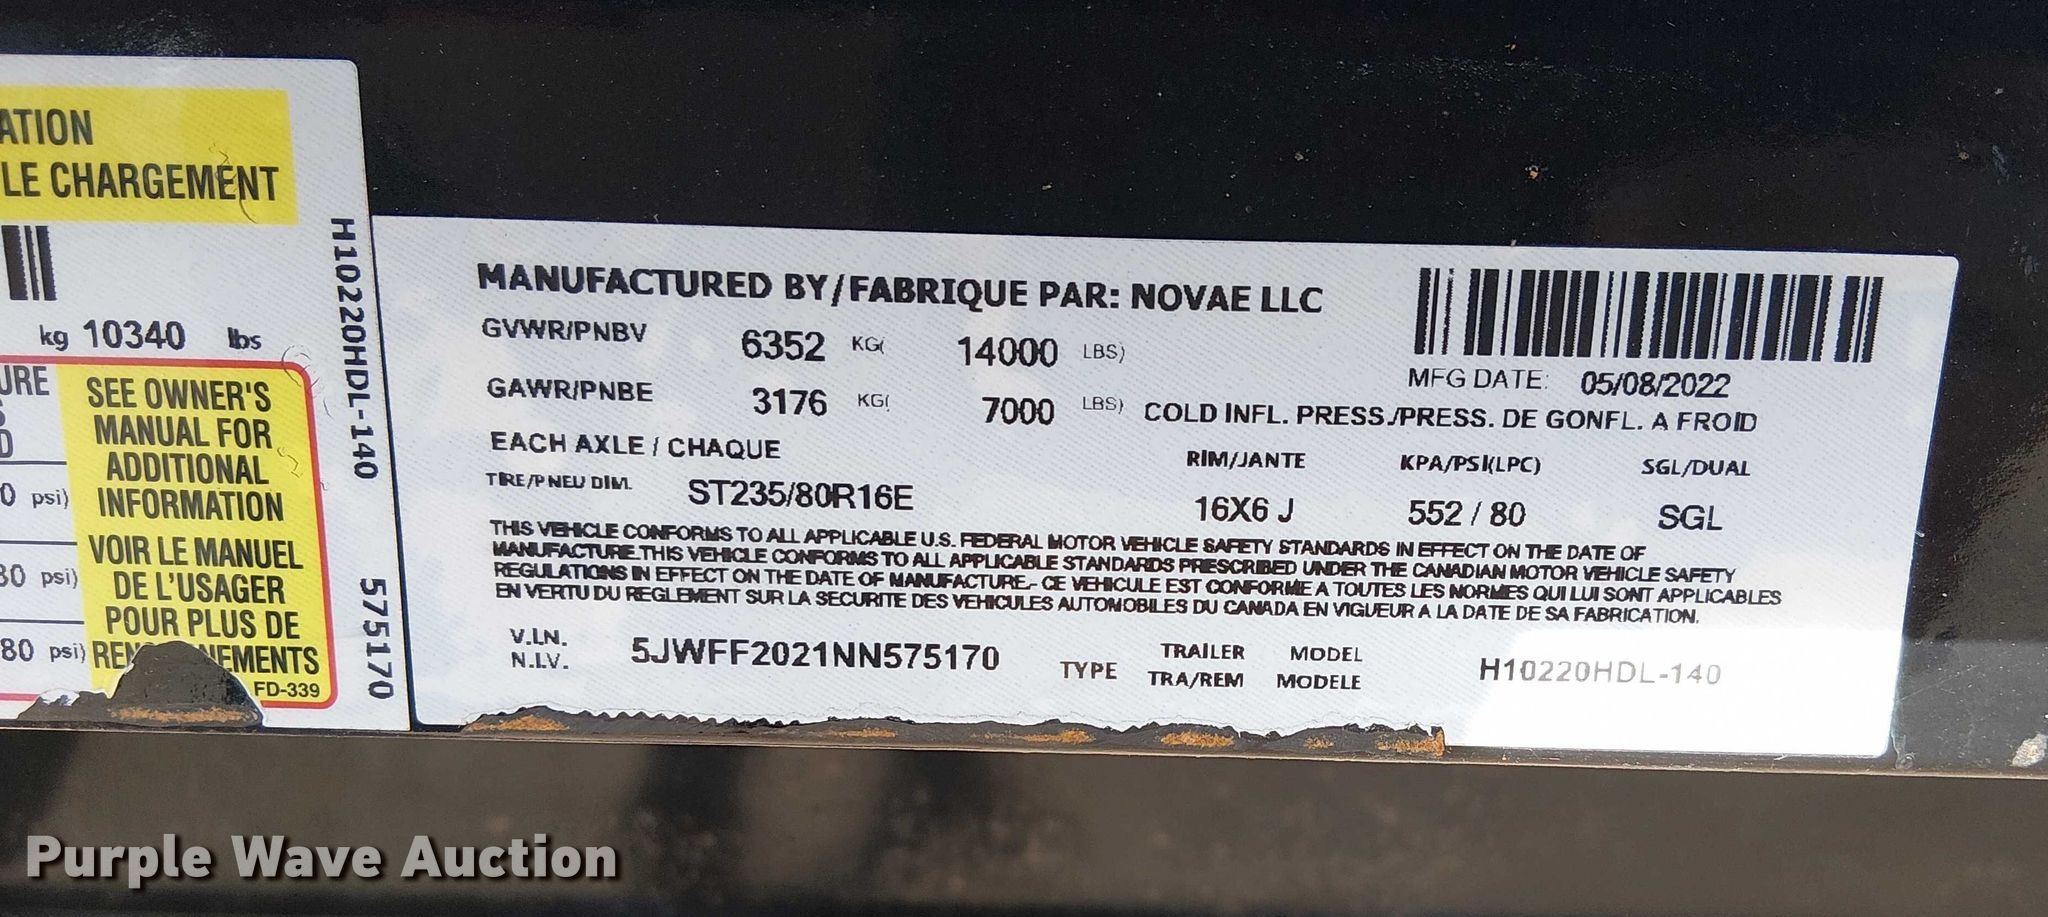 ATION
LE CHARGEMENT
kg 10340 lbs
URE
SEE OWNER'S
MANUAL FOR
ADDITIONAL
INFORMATION
0 psi)
VOIR LE MANUEL
DE L'USAGER
POUR PLUS DE
80 psi)
80 psi)
FD-339
H10220HDL-140 575170
MANUFACTURED BY/FABRIQUE PAR: NOVAE LLC
GVWR/PNBV 6352 KG( 14000 LBS)
MFG DATE: 05/08/2022
GAWR/PNBE 3176 KG( 7000 LBS) COLD INFL. PRESS./PRESS. DE GONFL. A FROID
EACH AXLE / CHAQUE
RIM/JANTE KPA/PSI(LPC) SGL/DUAL
TIRE/PNEU DIM. ST235/80R16E 16X6 J 552 / 80 SGL
THIS VEHICLE CONFORMS TO ALL APPLICABLE U.S. FEDERAL MOTOR VEHICLE SAFETY STANDARDS IN EFFECT ON THE DATE OF
MANUFACTURE.THIS VEHICLE CONFORMS TO ALL APPLICABLE STANDARDS PRESCRIBED UNDER THE CANADIAN MOTOR VEHICLE SAFETY
REGULATIONS IN EFFECT ON THE DATE OF MANUFACTURE,- CE VEHICULE EST CONFORME A TOUTES LES NORMES QUI LUI SONT APPLICABLES
EN VERTU DU REGLEMENT SUR LA SECURITE DES VEHICULES AUTOMOBILES DU CANADA EN VIGUEUR A LA DATE DE SA FABRICATION.
V.I.N. 5JWFF2021NN575170 TYPE TRAILER MODEL H10220HDL-140
N.I.V. TRA/REM MODELE
Purple Wave Auction